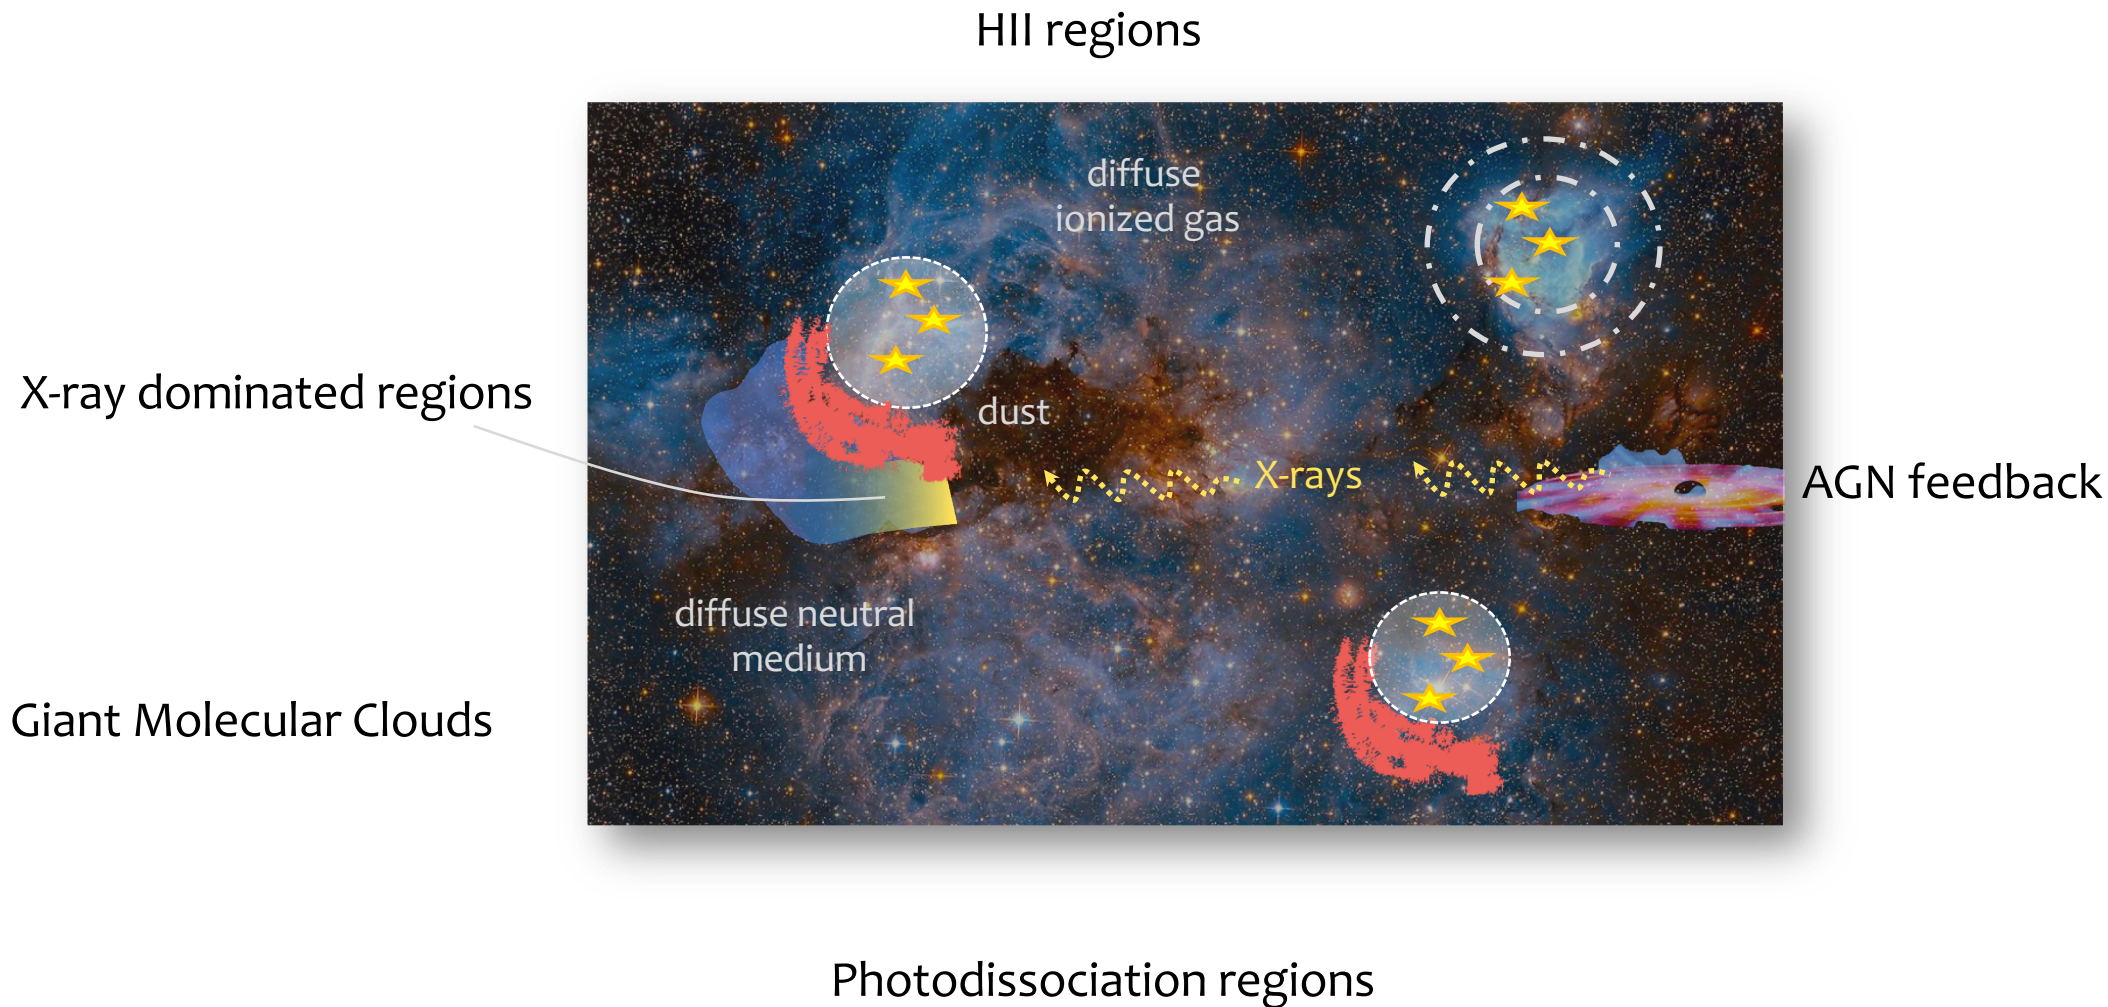 HII regions
diffuse
ionized gas
X-ray dominated regions
dust
X-rays
AGN feedback
diffuse neutral
medium
Giant Molecular Clouds
Photodissociation regions